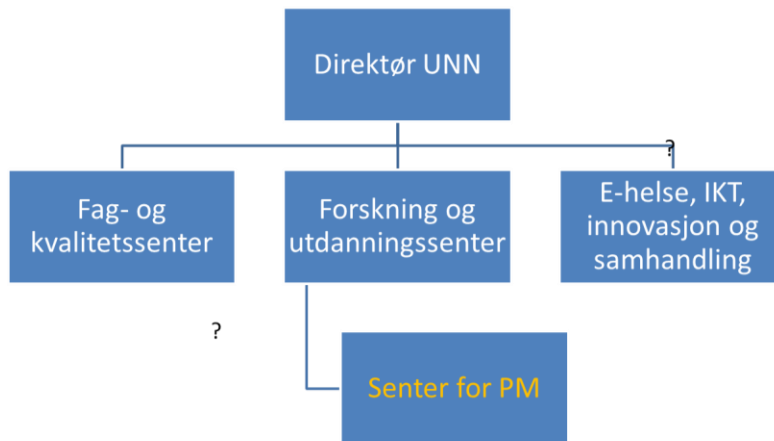 Direktør UNN
?
Fag- og
kvalitetssenter
Forskning og
utdanningssenter
E-helse, IKT,
innovasjon og
samhandling
?
Senter for PM